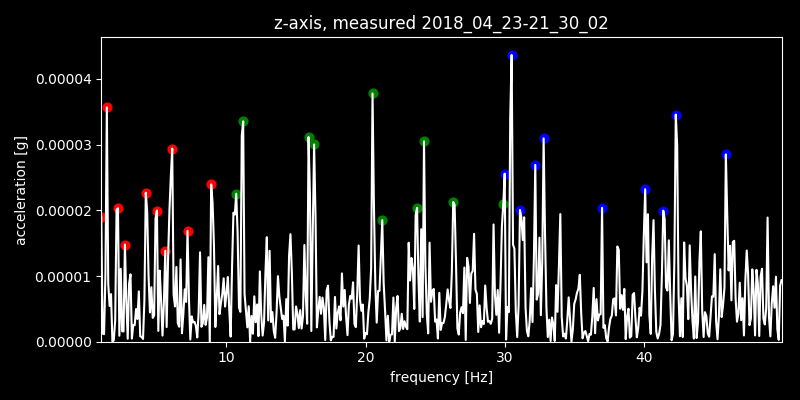 z-axis, measured 2018_04_23-21_30_02
0.00004
0.00003
0.00002
0.00001
0.00000
acceleration [g]
10 20 30 40
frequency [Hz]